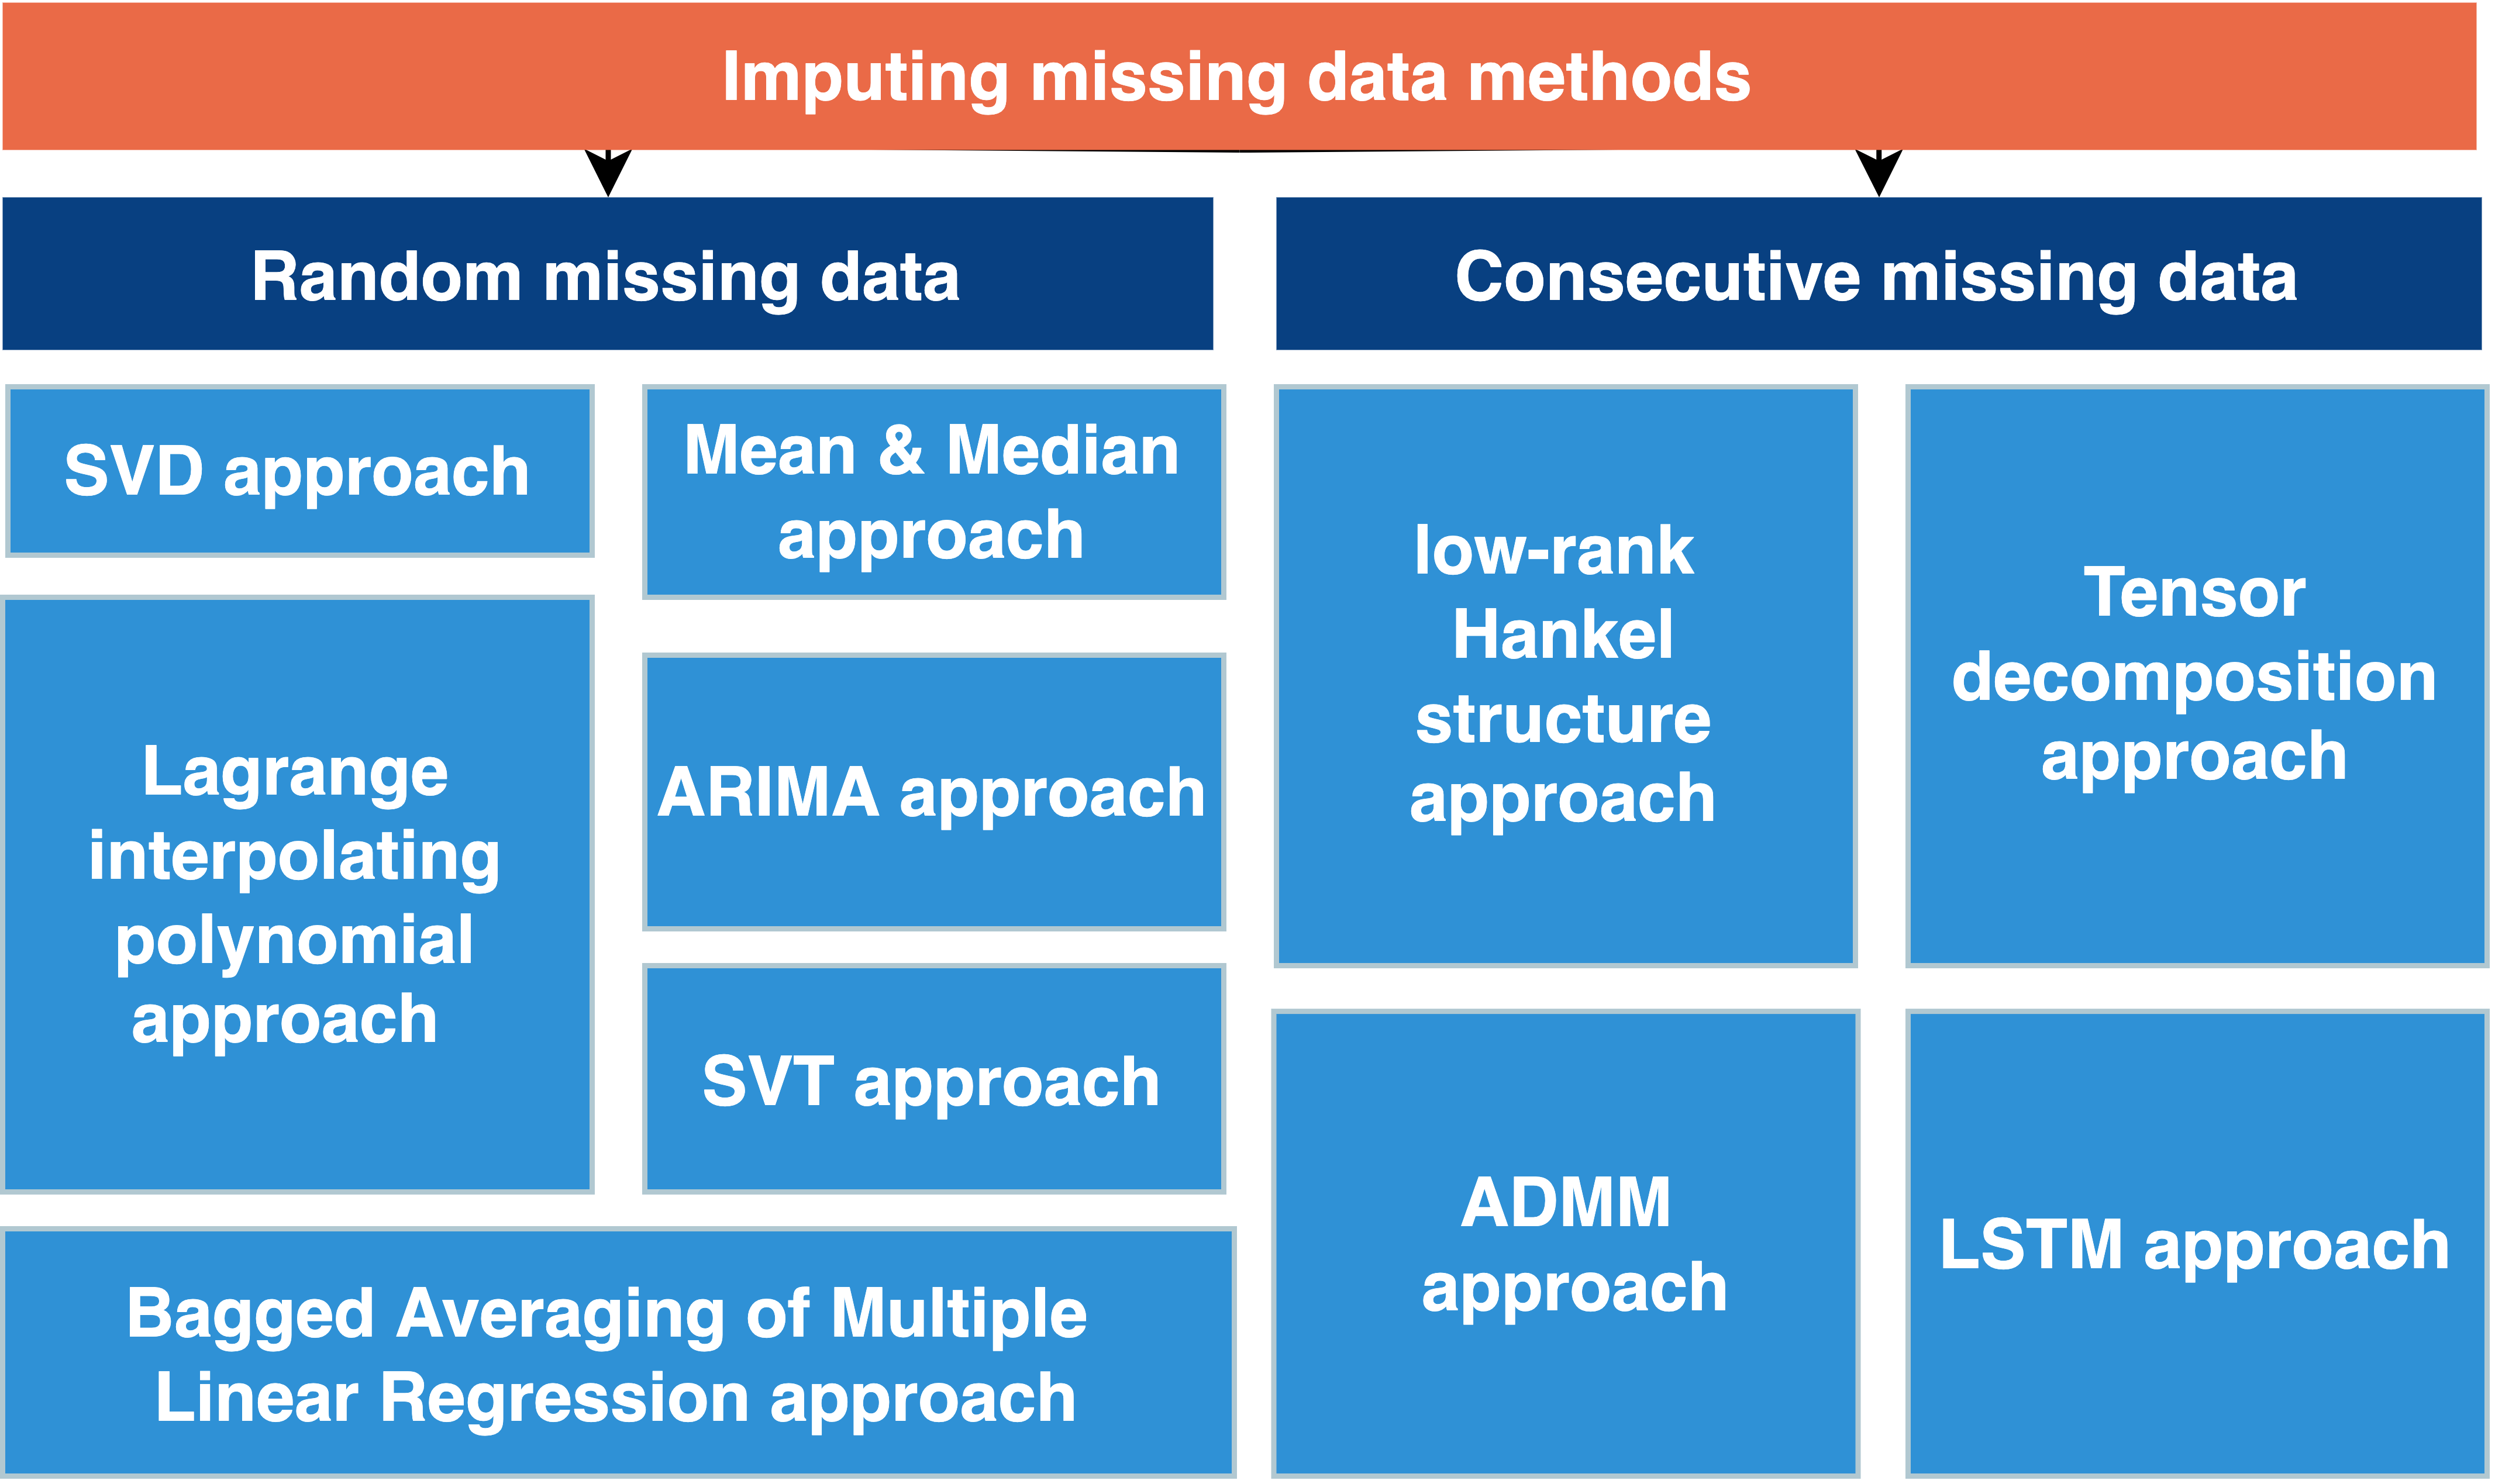 Imputing missing data methods
Random missing data
Consecutive missing data
SVD approach
Mean & Median
approach
Lagrange
interpolating
polynomial
approach
ARIMA approach
SVT approach
Bagged Averaging of Multiple
Linear Regression approach
low-rank
Hankel
structure
approach
Tensor
decomposition
approach
ADMM
approach
LSTM approach